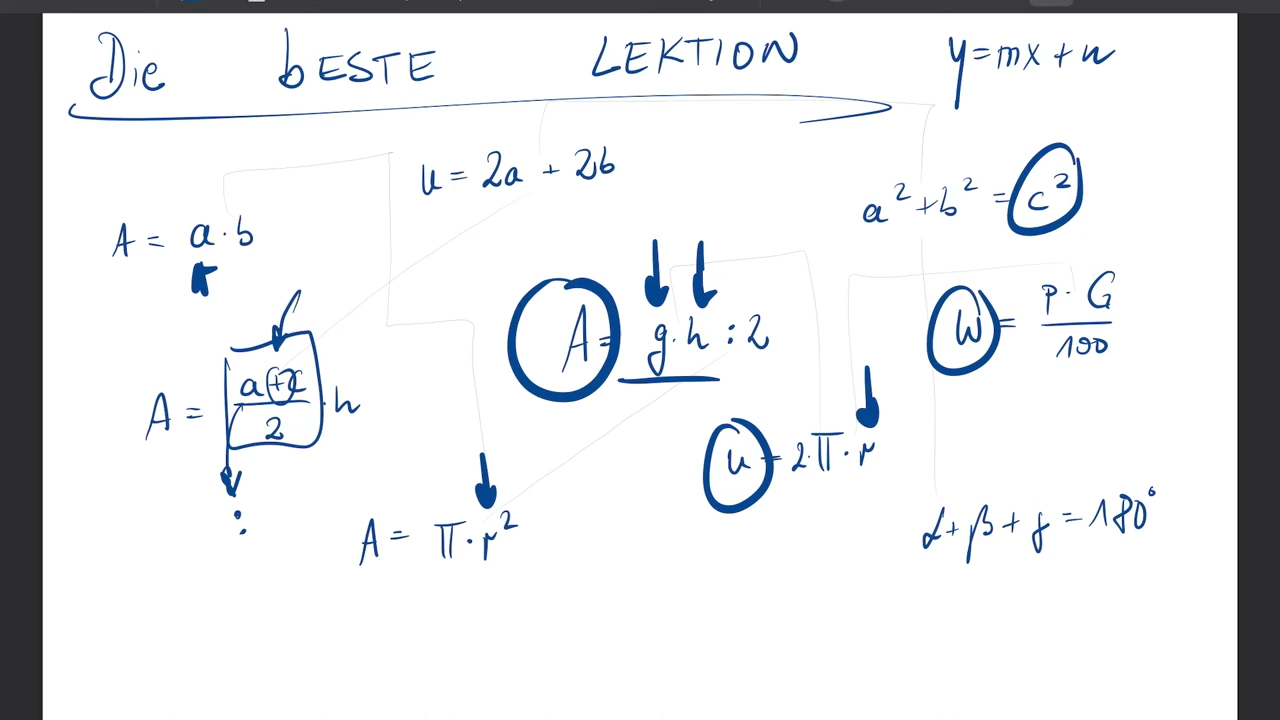 Die bESTE LEKTION
y = mx + n
u = 2a + 2b
a² + b² = c²
A = a · b
A = g · h : 2
W = p · G / 100
A = (a + c) / 2 · h
:
u = 2 · π · r
A = π · r²
α + β + γ = 180°